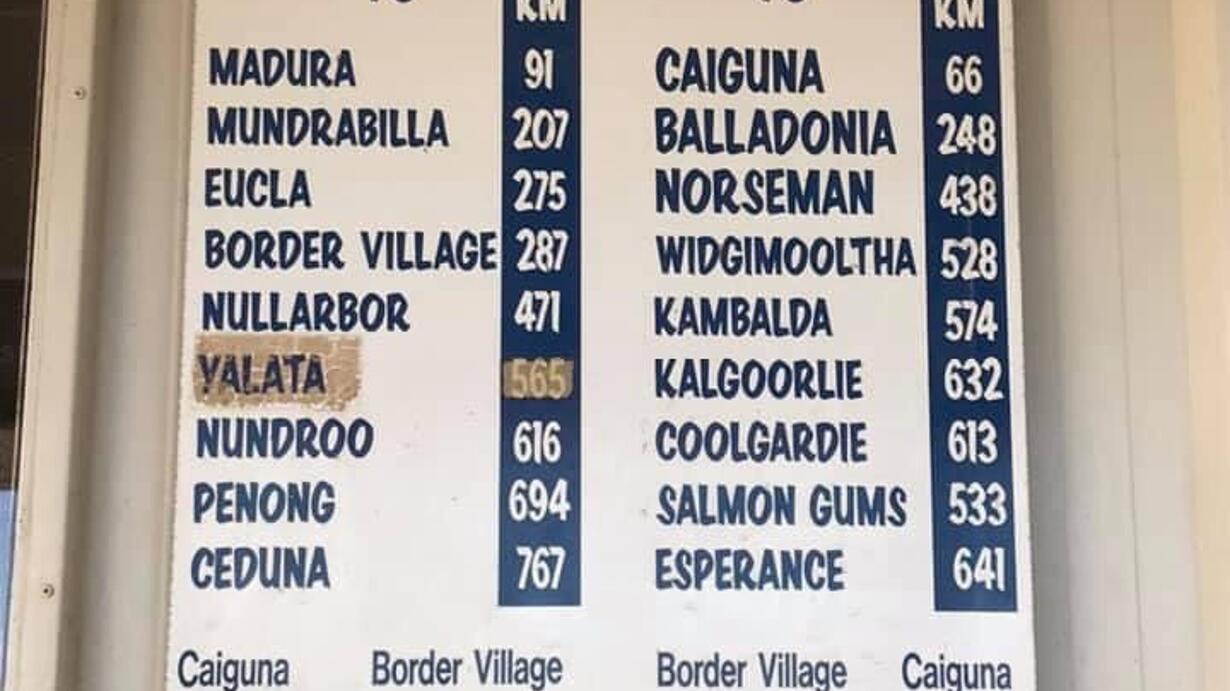 KM
MADURA 91
MUNDRABILLA 207
EUCLA 275
BORDER VILLAGE 287
NULLARBOR 471
YALATA 565
NUNDROO 616
PENONG 694
CEDUNA 767
KM
CAIGUNA 66
BALLADONIA 248
NORSEMAN 438
WIDGIMOOLTHA 528
KAMBALDA 574
KALGOORLIE 632
COOLGARDIE 613
SALMON GUMS 533
ESPERANCE 641
Caiguna Border Village Border Village Caiguna